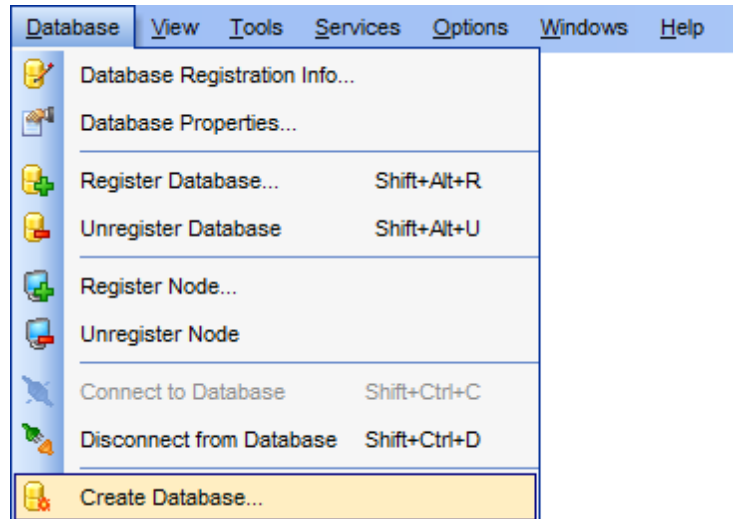 Database View Tools Services Options Windows Help
Database Registration Info...
Database Properties...
Register Database... Shift+Alt+R
Unregister Database Shift+Alt+U
Register Node...
Unregister Node
Connect to Database Shift+Ctrl+C
Disconnect from Database Shift+Ctrl+D
Create Database...